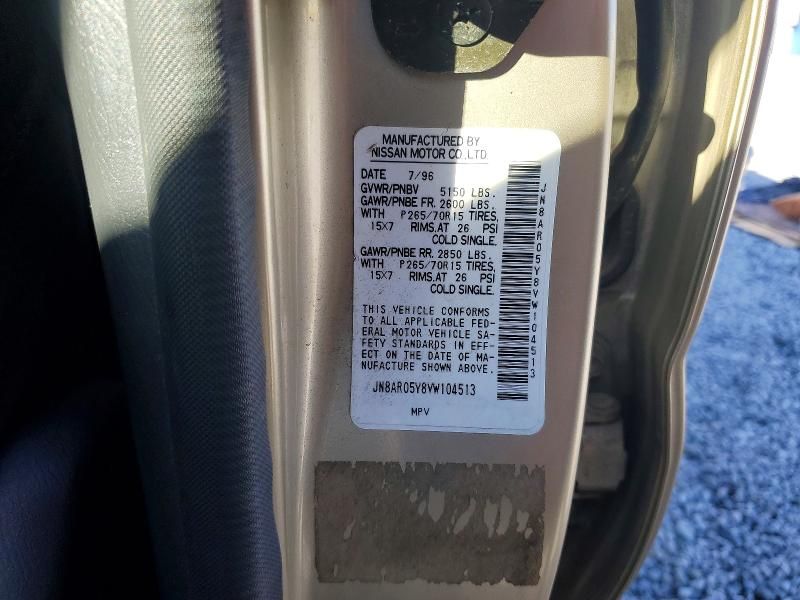 MANUFACTURED BY
NISSAN MOTOR CO.,LTD.
DATE 7/96
GVWR/PNBV 5150 LBS.
GAWR/PNBE FR. 2600 LBS.
WITH P265/70R15 TIRES,
15X7 RIMS,AT 26 PSI
COLD SINGLE.
GAWR/PNBE RR. 2850 LBS.
WITH P265/70R15 TIRES,
15X7 RIMS,AT 26 PSI
COLD SINGLE.
THIS VEHICLE CONFORMS
TO ALL APPLICABLE FED-
ERAL MOTOR VEHICLE SA-
FETY STANDARDS IN EFF-
ECT ON THE DATE OF MA-
NUFACTURE SHOWN ABOVE.
JN8AR05Y8VW104513
MPV
JN8AR05Y8VW104513